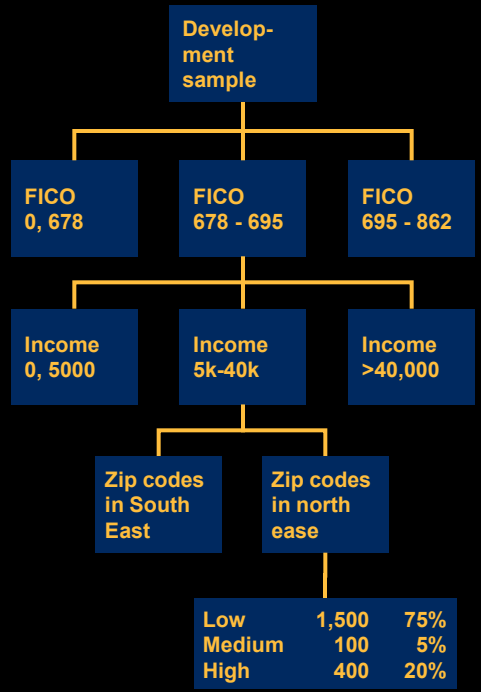 Develop-
ment
sample
FICO
0, 678
FICO
678 - 695
FICO
695 - 862
Income
0, 5000
Income
5k-40k
Income
>40,000
Zip codes
in South
East
Zip codes
in north
ease
Low 1,500 75%
Medium 100 5%
High 400 20%